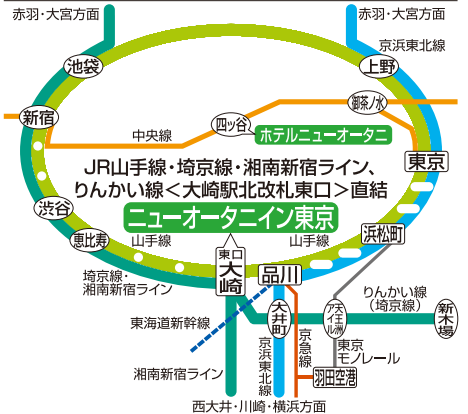 赤羽・大宮方面
赤羽・大宮方面
京浜東北線
池袋
上野
新宿
御茶ノ水
四ッ谷
中央線
ホテルニューオータニ
東京
JR山手線・埼京線・湘南新宿ライン、
りんかい線＜大崎駅北改札東口＞直結
渋谷
ニューオータニイン東京
恵比寿
山手線
山手線
浜松町
東口
大崎
品川
埼京線・
湘南新宿ライン
りんかい線
（埼京線）
大井町
天王洲
アイル
新木場
東海道新幹線
京浜東北線
京急線
東京
モノレール
湘南新宿ライン
羽田空港
西大井・川崎・横浜方面